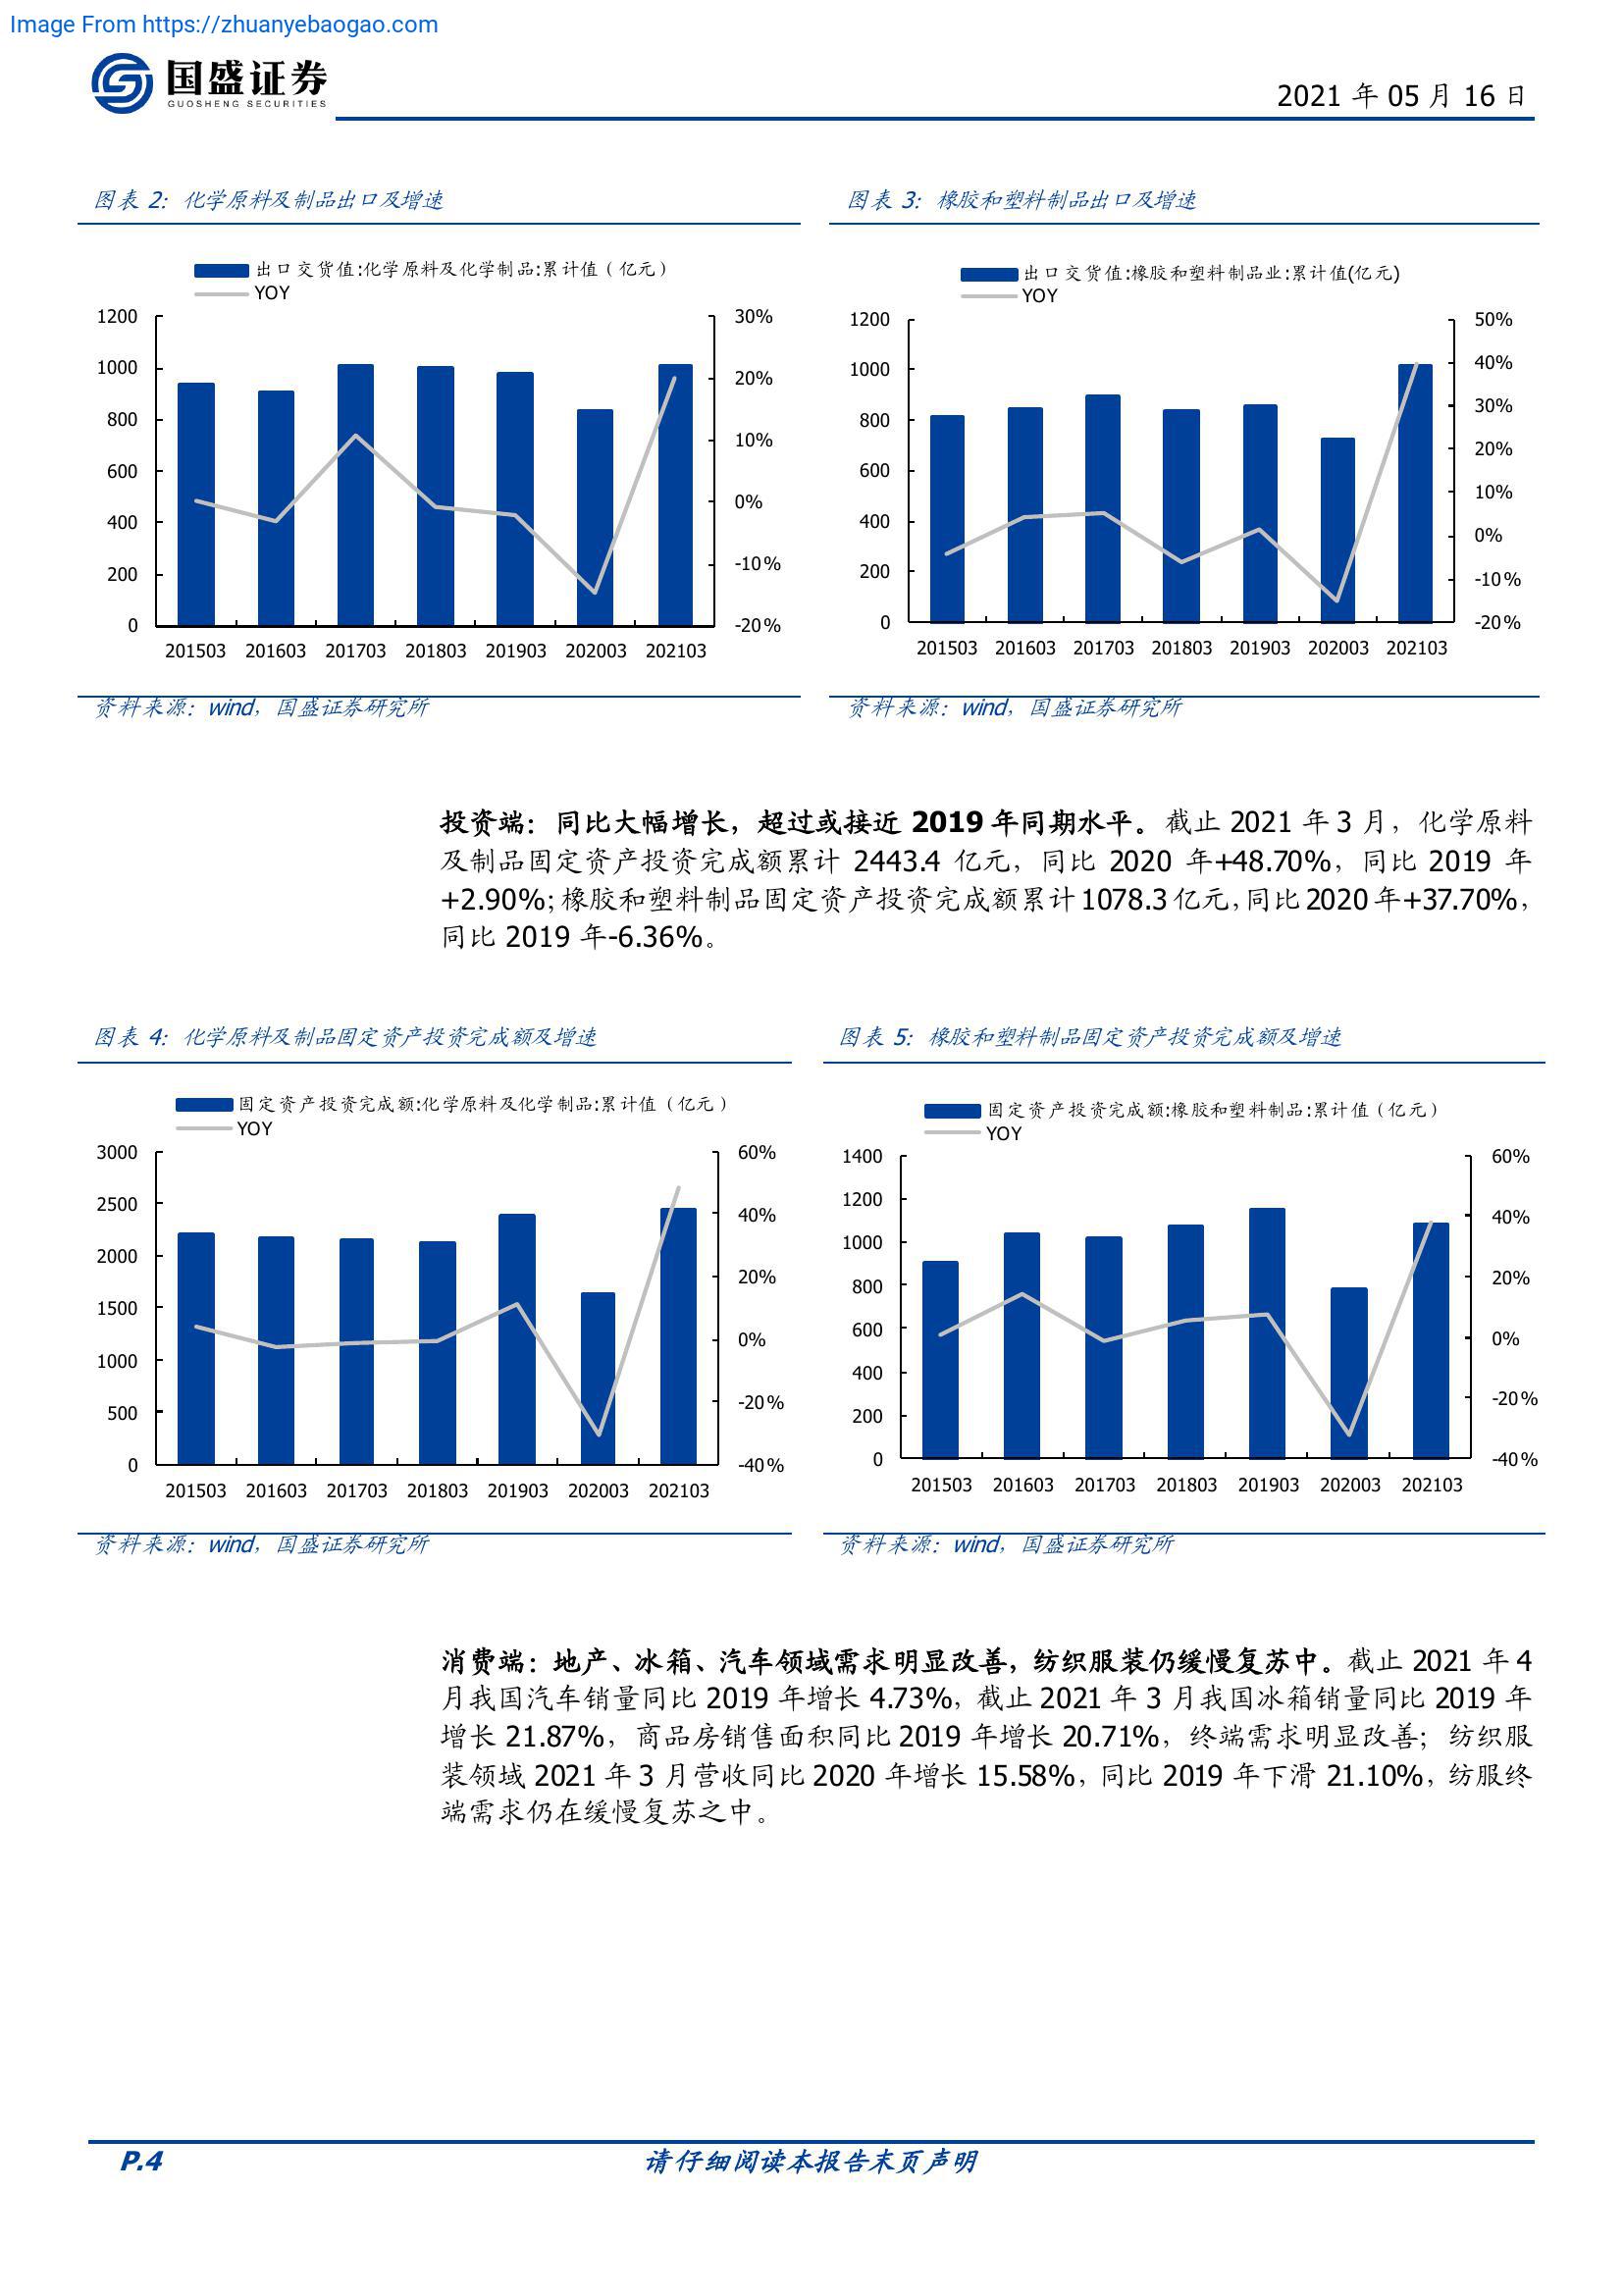 Image From https://zhuanyebaogao.com
国盛证券
GUOSHENG SECURITIES
2021 年 05 月 16 日
图表 2：化学原料及制品出口及增速
出口交货值:化学原料及化学制品:累计值（亿元）
YOY
1200
1000
800
600
400
200
0
30%
20%
10%
0%
-10%
-20%
201503 201603 201703 201803 201903 202003 202103
资料来源：wind，国盛证券研究所
图表 3：橡胶和塑料制品出口及增速
出口交货值:橡胶和塑料制品业:累计值(亿元)
YOY
1200
1000
800
600
400
200
0
50%
40%
30%
20%
10%
0%
-10%
-20%
201503 201603 201703 201803 201903 202003 202103
资料来源：wind，国盛证券研究所
投资端：同比大幅增长，超过或接近 2019 年同期水平。截止 2021 年 3 月，化学原料
及制品固定资产投资完成额累计 2443.4 亿元，同比 2020 年+48.70%，同比 2019 年
+2.90%；橡胶和塑料制品固定资产投资完成额累计 1078.3 亿元，同比 2020 年+37.70%，
同比 2019 年-6.36%。
图表 4：化学原料及制品固定资产投资完成额及增速
固定资产投资完成额:化学原料及化学制品:累计值（亿元）
YOY
3000
2500
2000
1500
1000
500
0
60%
40%
20%
0%
-20%
-40%
201503 201603 201703 201803 201903 202003 202103
资料来源：wind，国盛证券研究所
图表 5：橡胶和塑料制品固定资产投资完成额及增速
固定资产投资完成额:橡胶和塑料制品:累计值（亿元）
YOY
1400
1200
1000
800
600
400
200
0
60%
40%
20%
0%
-20%
-40%
201503 201603 201703 201803 201903 202003 202103
资料来源：wind，国盛证券研究所
消费端：地产、冰箱、汽车领域需求明显改善，纺织服装仍缓慢复苏中。截止 2021 年 4
月我国汽车销量同比 2019 年增长 4.73%，截止 2021 年 3 月我国冰箱销量同比 2019 年
增长 21.87%，商品房销售面积同比 2019 年增长 20.71%，终端需求明显改善；纺织服
装领域 2021 年 3 月营收同比 2020 年增长 15.58%，同比 2019 年下滑 21.10%，纺服终
端需求仍在缓慢复苏之中。
P.4
请仔细阅读本报告末页声明